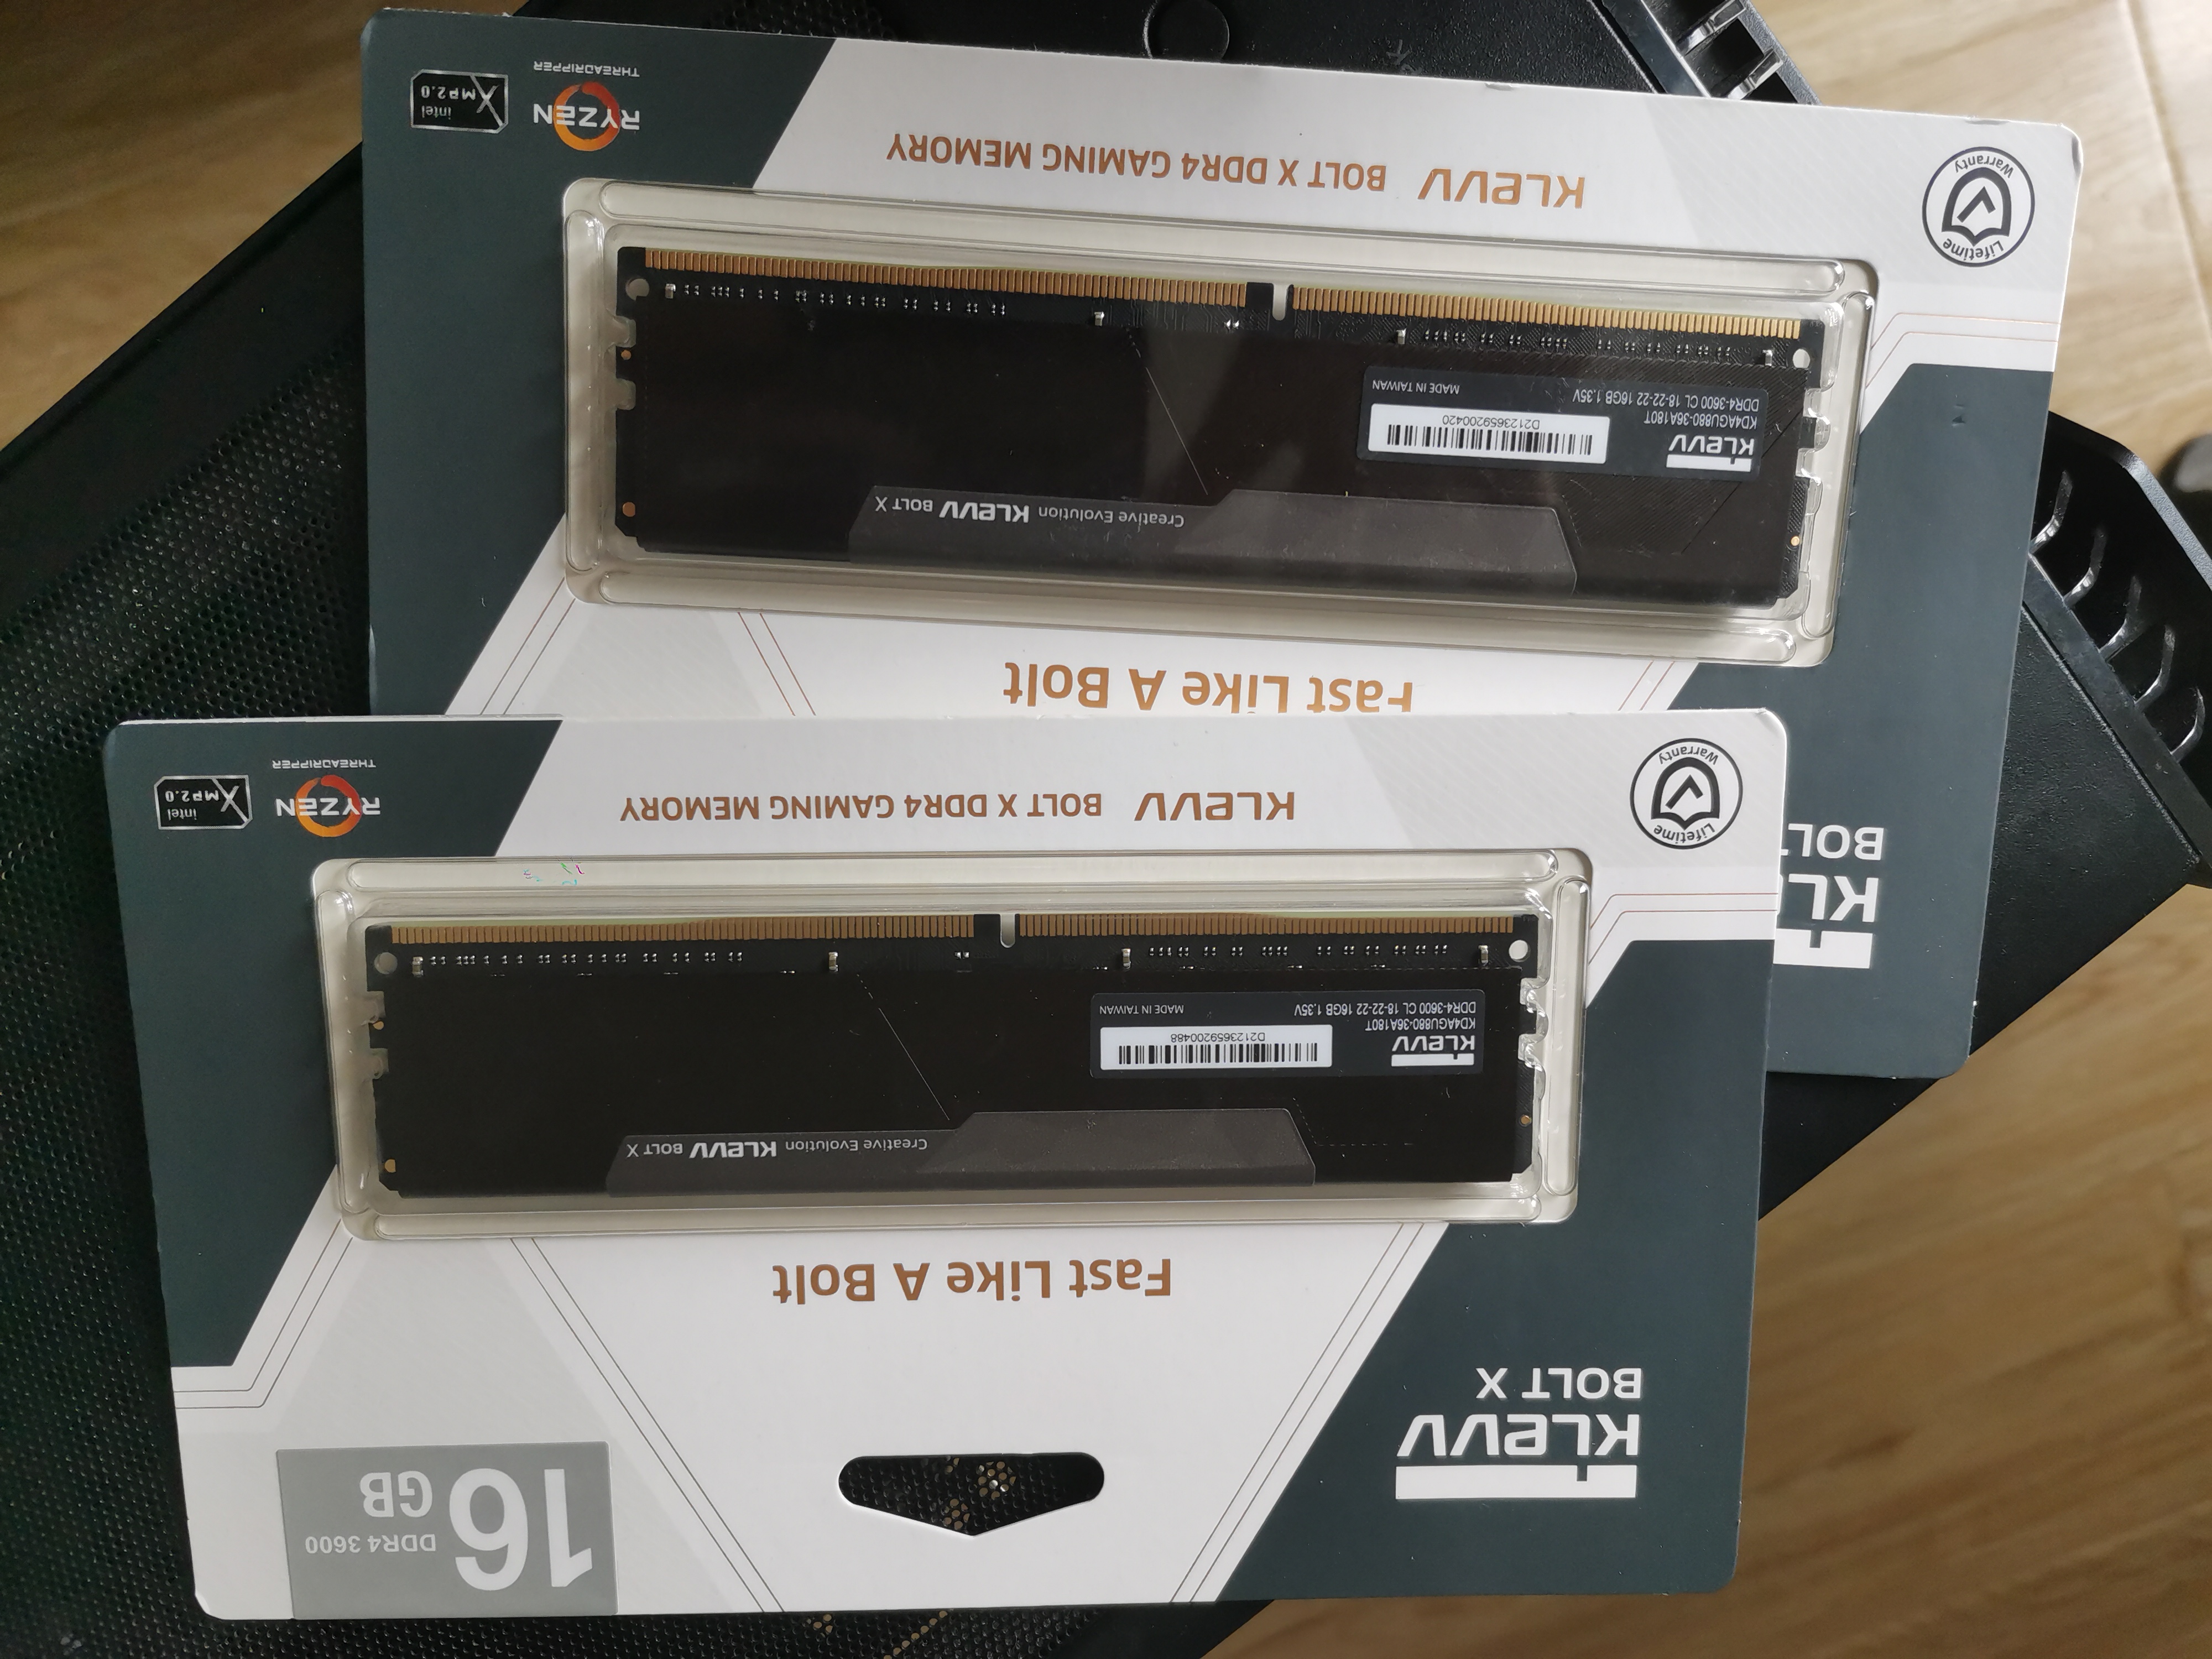 KLEVV
BOLT X
16 GB
DDR4 3600
Fast Like A Bolt
Creative Evolution KLEVV BOLT X
KLEVV
KD4AGU880-36A180T
DDR4-3600 CL 18-22-22 16GB 1.35V
D2123659200488
MADE IN TAIWAN
Lifetime
Warranty
KLEVV BOLT X DDR4 GAMING MEMORY
RYZEN
THREADRIPPER
intel
XMP2.0
KL
BOLT
Fast Like A Bolt
Creative Evolution KLEVV BOLT X
KLEVV
KD4AGU880-36A180T
DDR4-3600 CL 18-22-22 16GB 1.35V
D2123659200420
MADE IN TAIWAN
Lifetime
Warranty
KLEVV BOLT X DDR4 GAMING MEMORY
RYZEN
THREADRIPPER
intel
XMP2.0